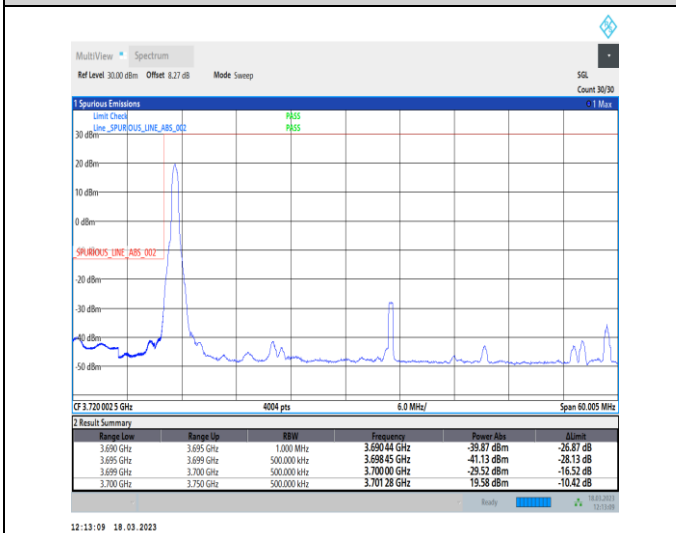 MultiView Spectrum
Ref Level 30.00 dBm Offset 8.27 dB Mode Sweep SGL
Count 30/30
1 Spurious Emissions 1 Max
Limit Check PASS
Line _SPURIOUS_LINE_ABS_002 PASS
30 dBm
20 dBm
10 dBm
0 dBm
_SPURIOUS_LINE_ABS_002
-20 dBm
-30 dBm
-40 dBm
-50 dBm
CF 3.720 002 5 GHz 4004 pts 6.0 MHz/ Span 60.005 MHz
2 Result Summary
Range Low Range Up RBW Frequency Power Abs ΔLimit
3.690 GHz 3.695 GHz 1.000 MHz 3.690 44 GHz -39.87 dBm -26.87 dB
3.695 GHz 3.699 GHz 500.000 kHz 3.698 45 GHz -41.13 dBm -28.13 dB
3.699 GHz 3.700 GHz 500.000 kHz 3.700 00 GHz -29.52 dBm -16.52 dB
3.700 GHz 3.750 GHz 500.000 kHz 3.701 28 GHz 19.58 dBm -10.42 dB
Ready 18.03.2023
12:13:09
12:13:09 18.03.2023